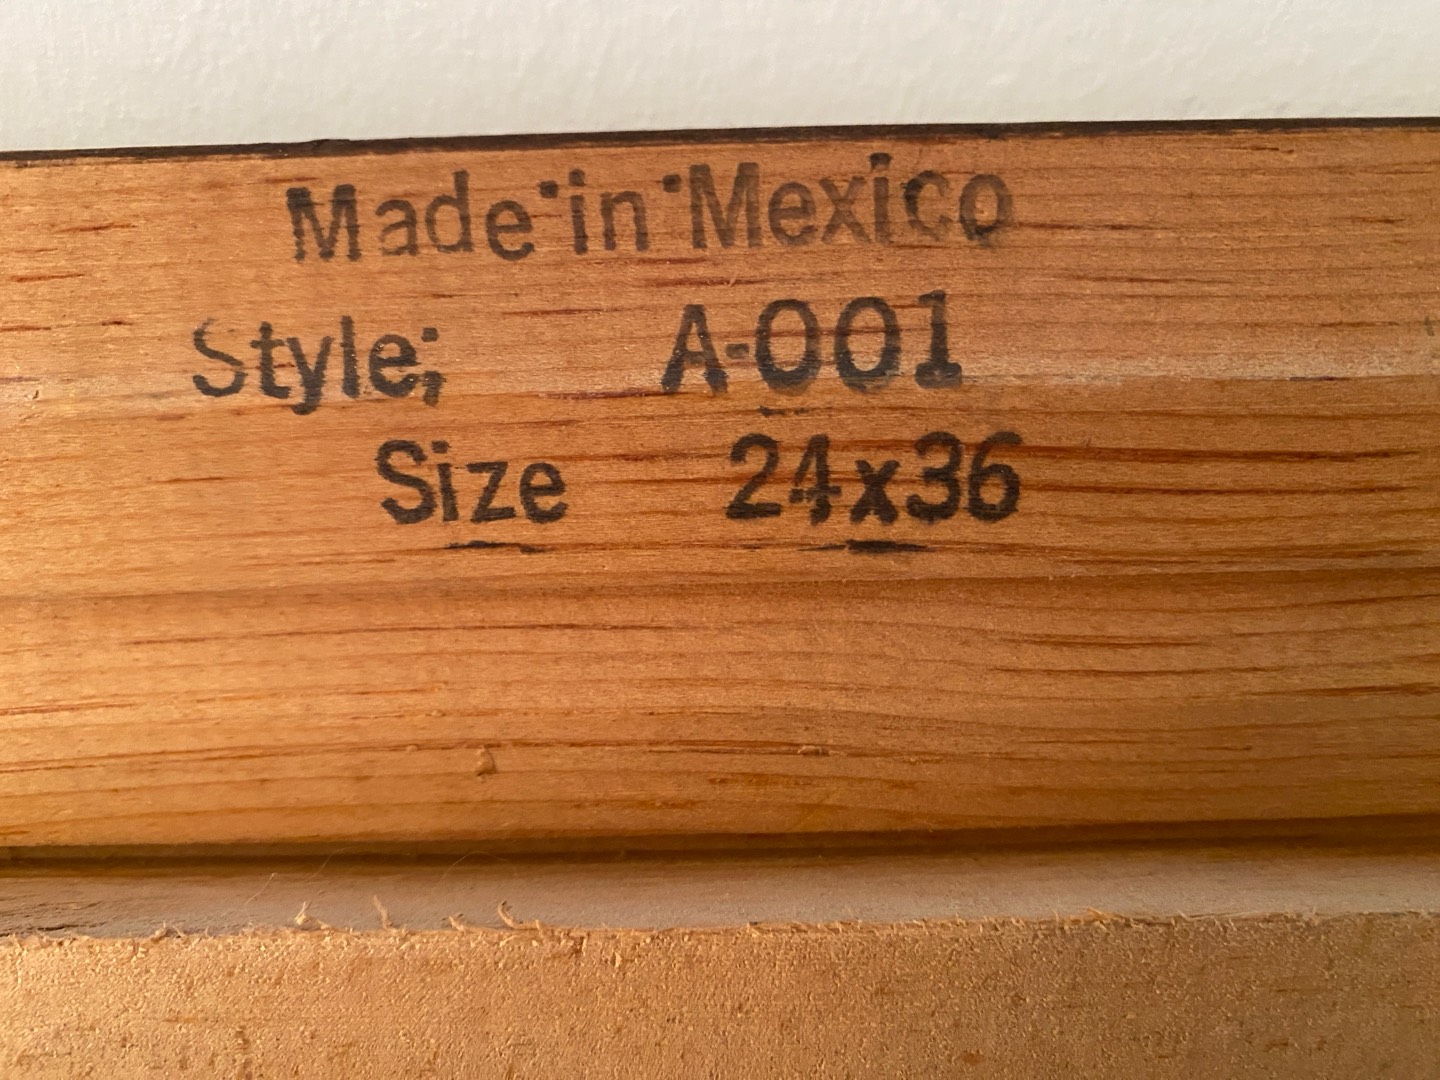 Made in Mexico
Style; A-001
Size 24x36